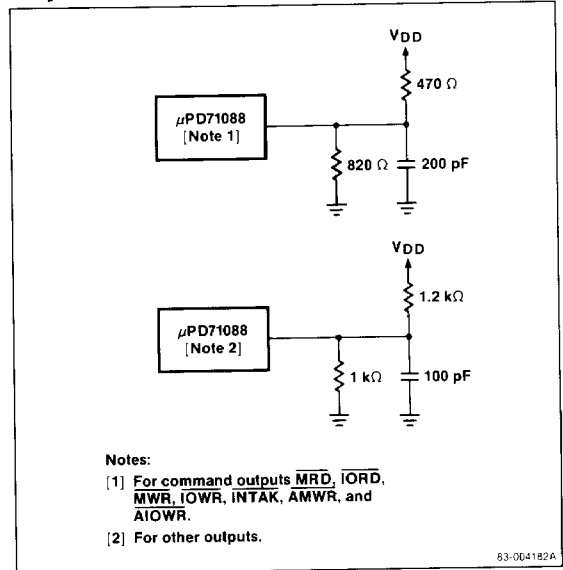 VDD
470 Ω
μPD71088
[Note 1]
820 Ω
200 pF
VDD
1.2 kΩ
μPD71088
[Note 2]
1 kΩ
100 pF
Notes:
[1] For command outputs MRD, IORD,
MWR, IOWR, INTAK, AMWR, and
AIOWR.
[2] For other outputs.
83-004182A